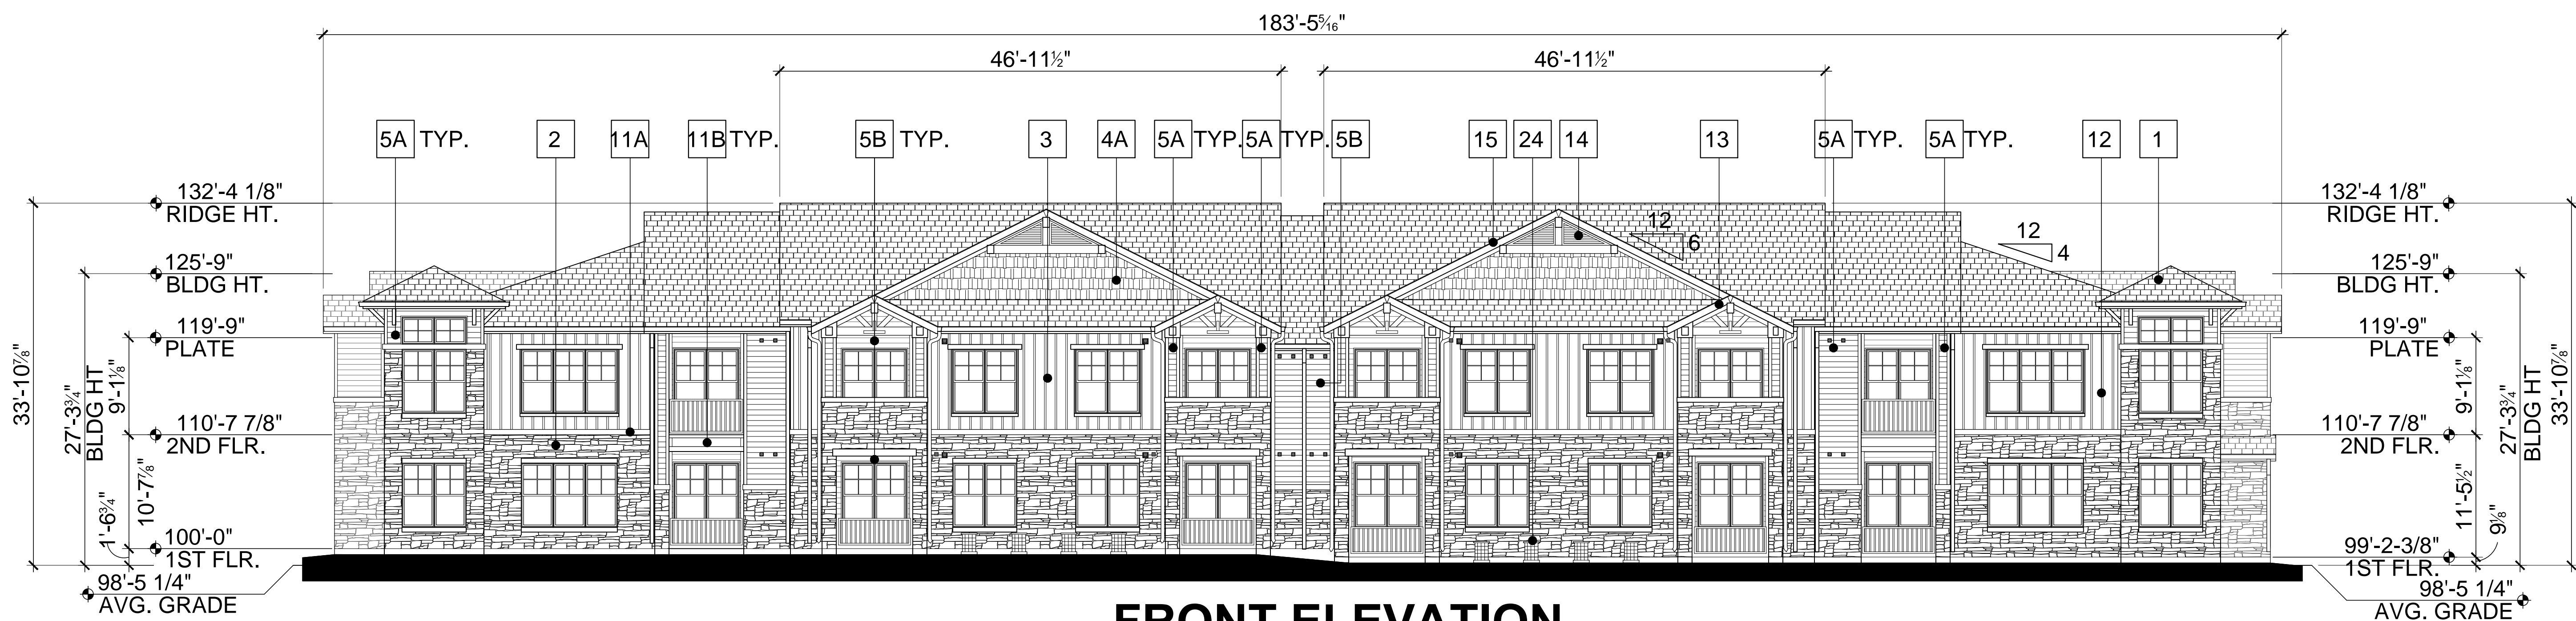 183'-5 5⁄16"
46'-11½"
46'-11½"
5A TYP.
2
11A
11B TYP.
5B TYP.
3
4A
5A TYP.
5A TYP.
5B
15
24
14
13
5A TYP.
5A TYP.
12
1
132'-4 1/8"
RIDGE HT.
125'-9"
BLDG HT.
119'-9"
PLATE
110'-7 7/8"
2ND FLR.
100'-0"
1ST FLR.
98'-5 1/4"
AVG. GRADE
33'-10⅞"
27'-3¾"
BLDG HT
9'-1⅛"
10'-7⅞"
1'-6¾"
12
6
12
4
132'-4 1/8"
RIDGE HT.
125'-9"
BLDG HT.
119'-9"
PLATE
110'-7 7/8"
2ND FLR.
99'-2-3/8"
1ST FLR.
98'-5 1/4"
AVG. GRADE
9'-1⅛"
11'-5½"
9⅛"
27'-3¾"
BLDG HT
33'-10⅞"
FRONT ELEVATION